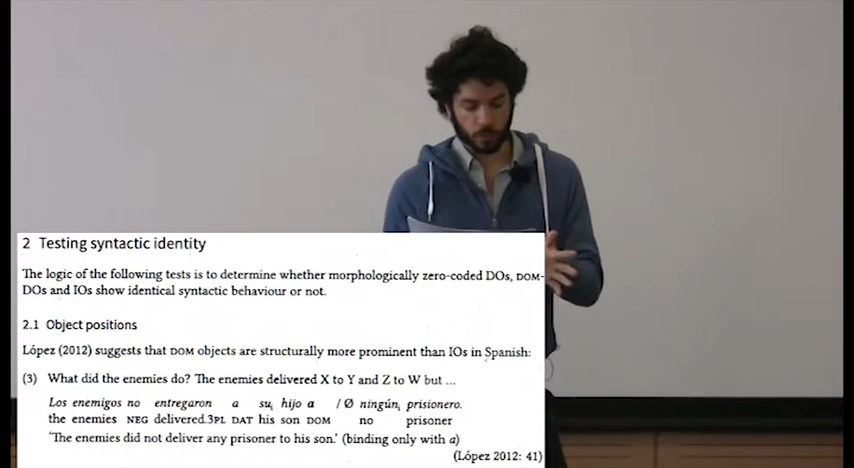 2 Testing syntactic identity
The logic of the following tests is to determine whether morphologically zero-coded DOs, DOM-
DOs and IOs show identical syntactic behaviour or not.
2.1 Object positions
López (2012) suggests that DOM objects are structurally more prominent than IOs in Spanish:
(3) What did the enemies do? The enemies delivered X to Y and Z to W but ...
Los enemigos no entregaron a suᵢ hijo a / Ø ningúnᵢ prisionero.
the enemies NEG delivered.3PL DAT his son DOM no prisoner
'The enemies did not deliver any prisoner to his son.' (binding only with a)
(López 2012: 41)